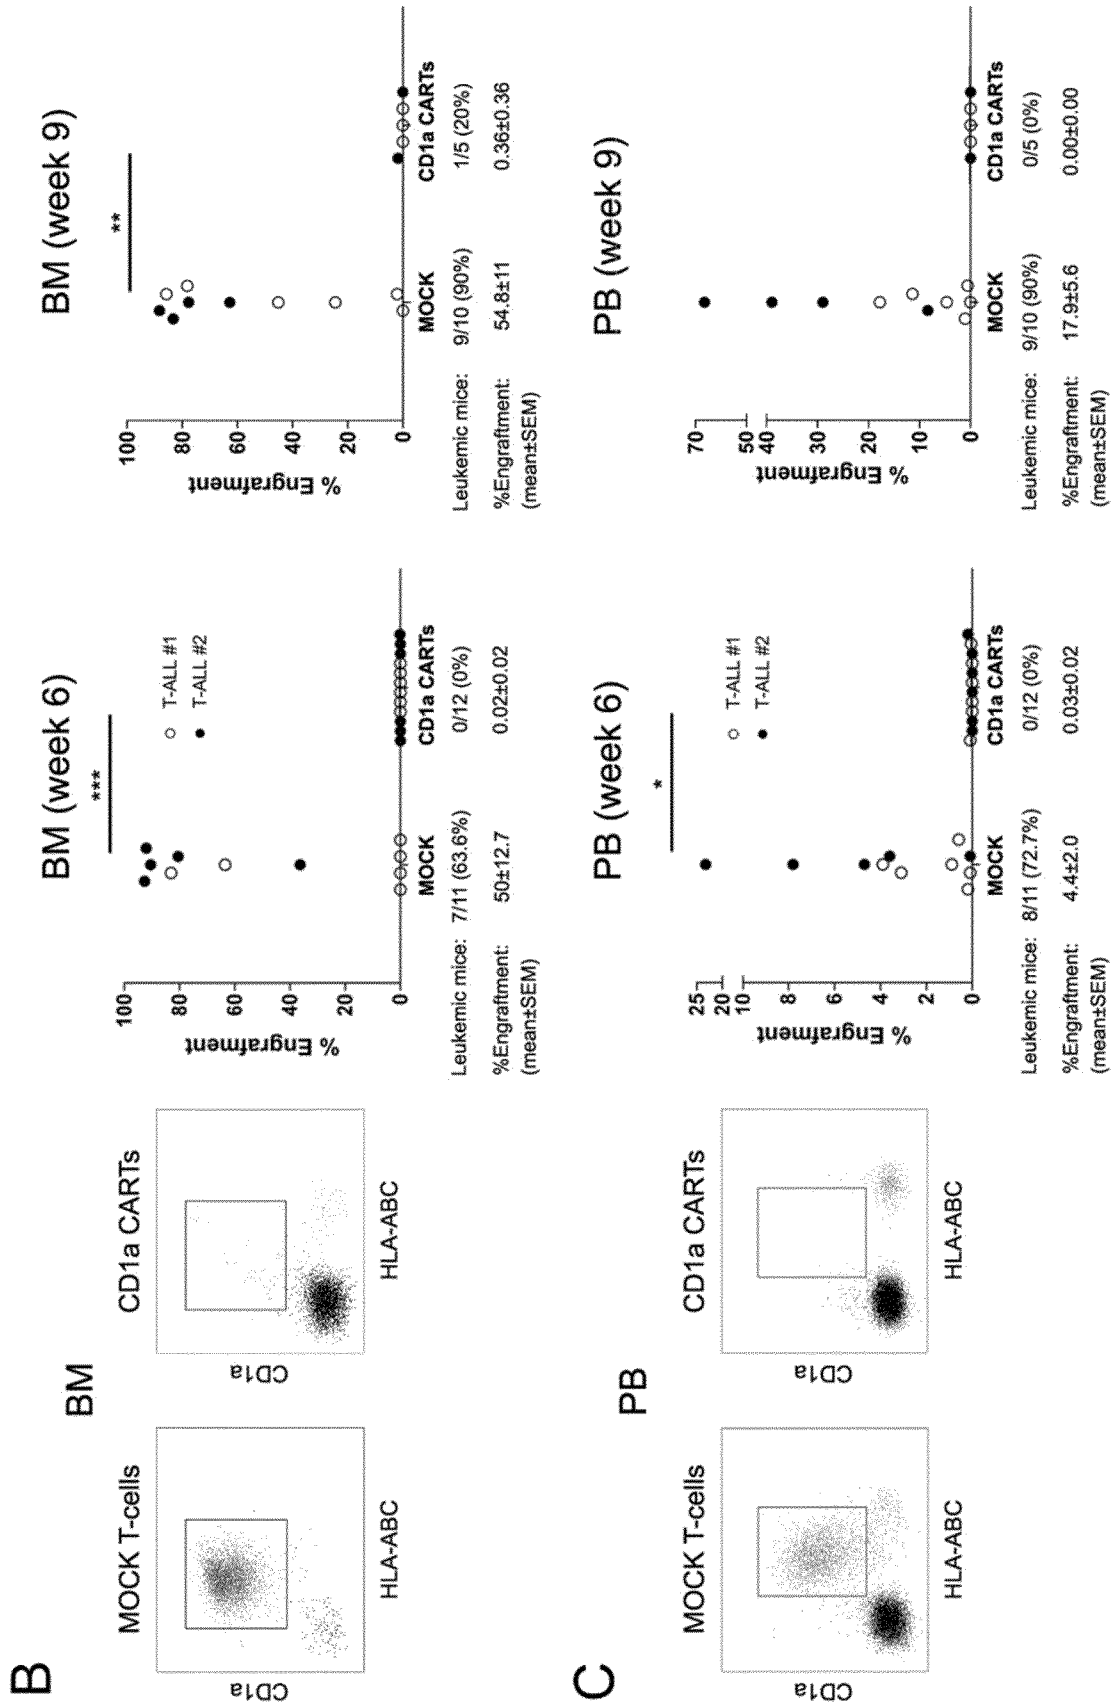 B
BM
MOCK T-cells
CD1a
HLA-ABC
CD1a CARTs
CD1a
HLA-ABC
BM (week 6)
***
% Engrafment
100
80
60
40
20
0
T-ALL #1
T-ALL #2
MOCK
CD1a CARTs
Leukemic mice: 7/11 (63.6%) 0/12 (0%)
%Engraftment: 50±12.7 0.02±0.02
(mean±SEM)
BM (week 9)
**
% Engrafment
100
80
60
40
20
0
MOCK
CD1a CARTs
Leukemic mice: 9/10 (90%) 1/5 (20%)
%Engraftment: 54.8±11 0.36±0.36
(mean±SEM)
C
PB
MOCK T-cells
CD1a
HLA-ABC
CD1a CARTs
CD1a
HLA-ABC
PB (week 6)
*
% Engrafment
25
20
10
8
6
4
2
0
T-ALL #1
T-ALL #2
MOCK
CD1a CARTs
Leukemic mice: 8/11 (72.7%) 0/12 (0%)
%Engraftment: 4.4±2.0 0.03±0.02
(mean±SEM)
PB (week 9)
% Engrafment
70
50
40
30
20
10
0
MOCK
CD1a CARTs
Leukemic mice: 9/10 (90%) 0/5 (0%)
%Engraftment: 17.9±5.6 0.00±0.00
(mean±SEM)